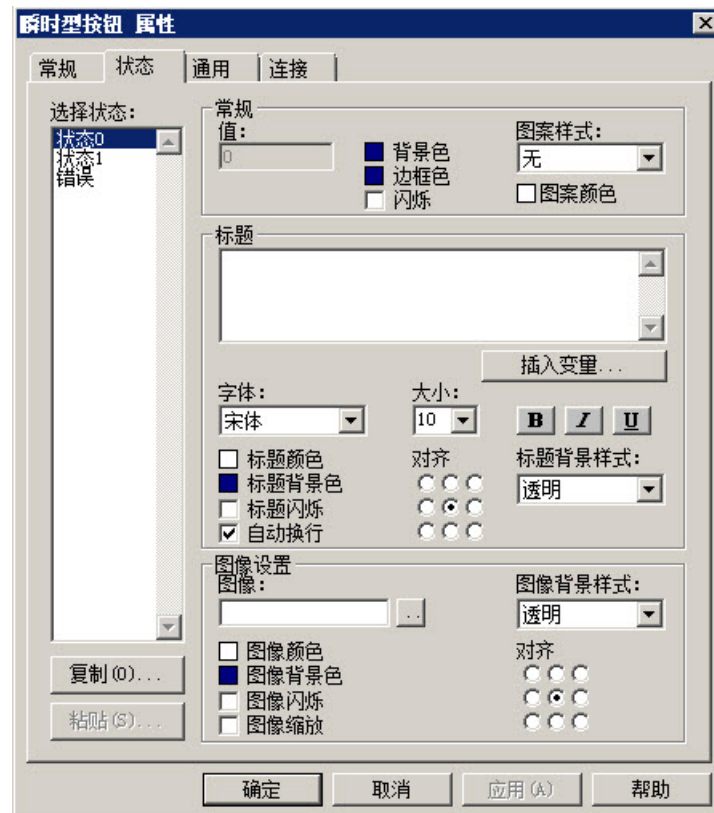 瞬时型按钮 属性
常规 状态 通用 连接
选择状态:
状态0
状态1
错误
复制(O)...
粘贴(S)...
常规
值:
0
背景色
边框色
闪烁
图案样式:
无
图案颜色
标题
插入变量...
字体:
宋体
大小:
10
B I U
标题颜色
标题背景色
标题闪烁
自动换行
对齐
标题背景样式:
透明
图像设置
图像:
..
图像背景样式:
透明
图像颜色
图像背景色
图像闪烁
图像缩放
对齐
确定 取消 应用(A) 帮助